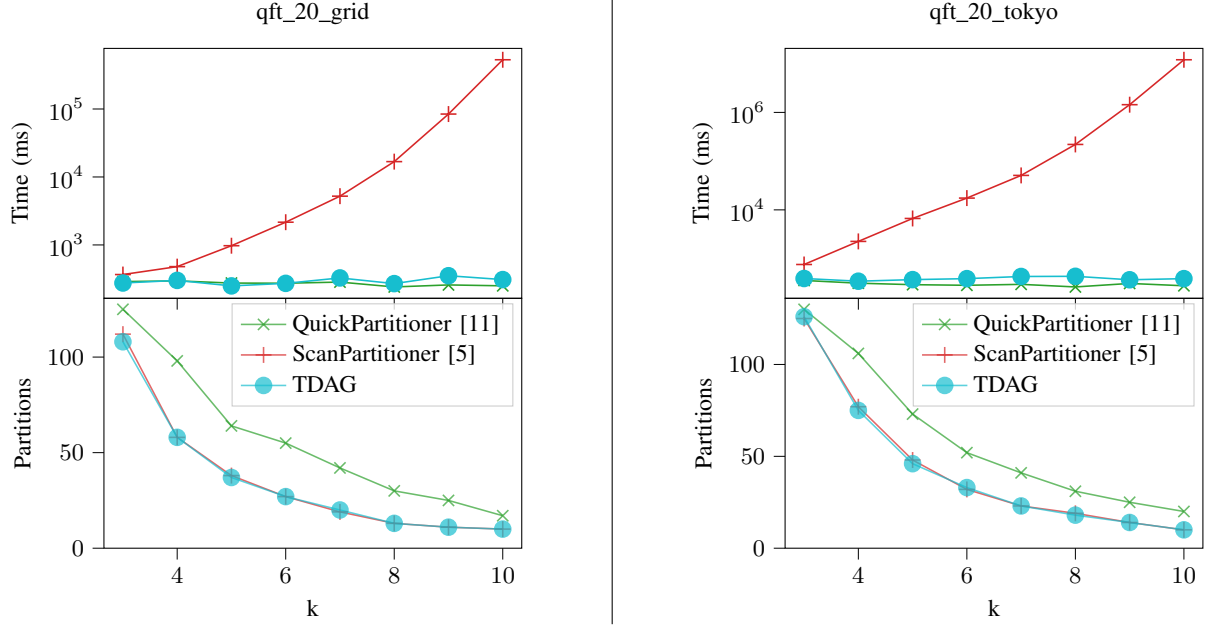 qft_20_grid
Time (ms)
10^5
10^4
10^3
Partitions
100
50
0
QuickPartitioner [11]
ScanPartitioner [5]
TDAG
4 6 8 10
k
qft_20_tokyo
Time (ms)
10^6
10^4
Partitions
100
50
0
QuickPartitioner [11]
ScanPartitioner [5]
TDAG
4 6 8 10
k